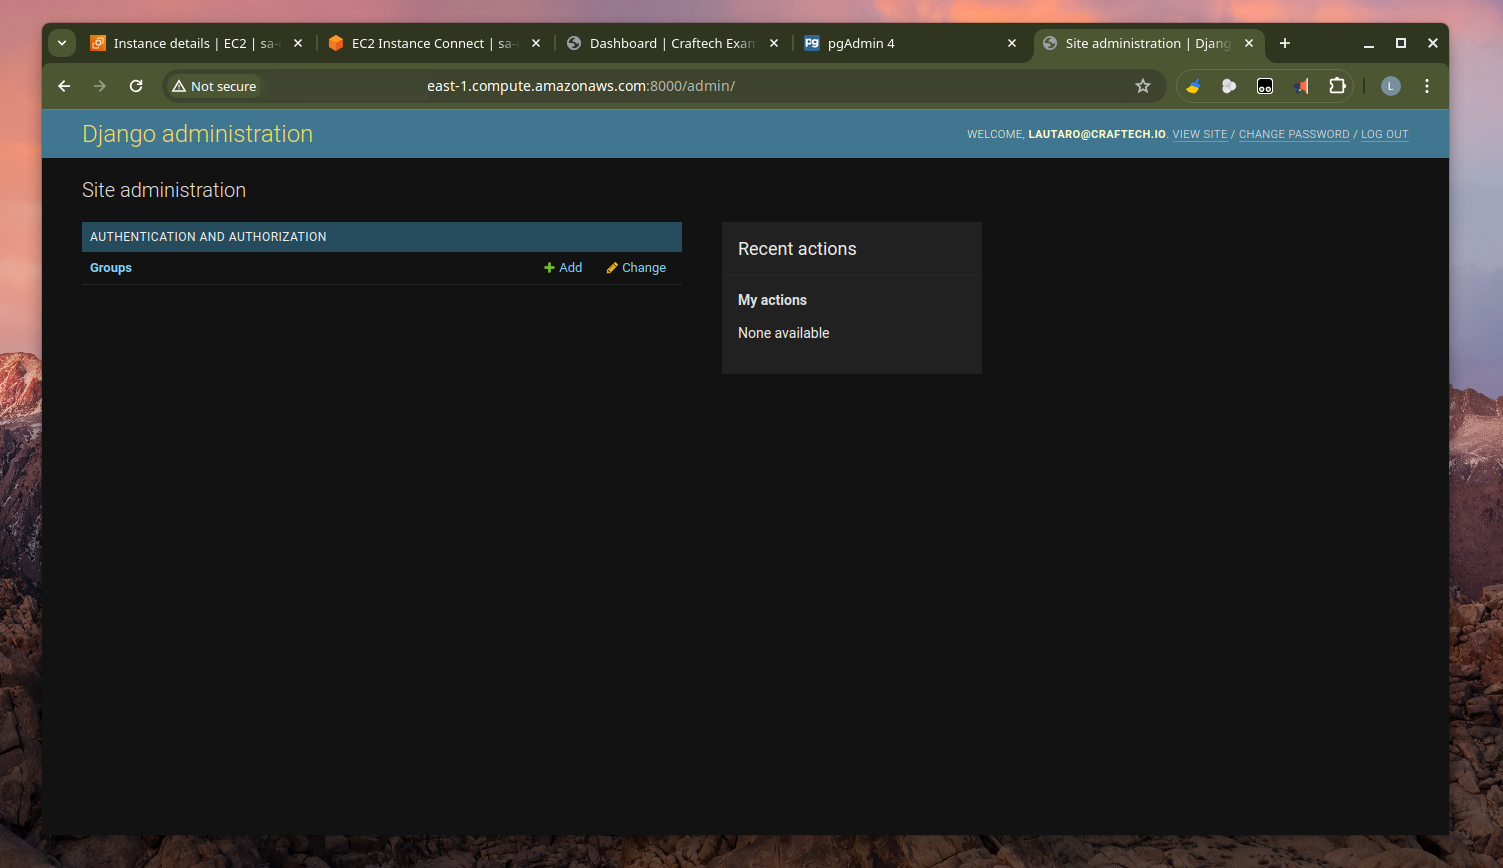 Instance details | EC2 | sa-
EC2 Instance Connect | sa-
Dashboard | Craftech Exam
pgAdmin 4
Site administration | Djang
Not secure
east-1.compute.amazonaws.com:8000/admin/
L
Django administration
WELCOME, LAUTARO@CRAFTECH.IO. VIEW SITE / CHANGE PASSWORD / LOG OUT
Site administration
AUTHENTICATION AND AUTHORIZATION
Groups
Add
Change
Recent actions
My actions
None available